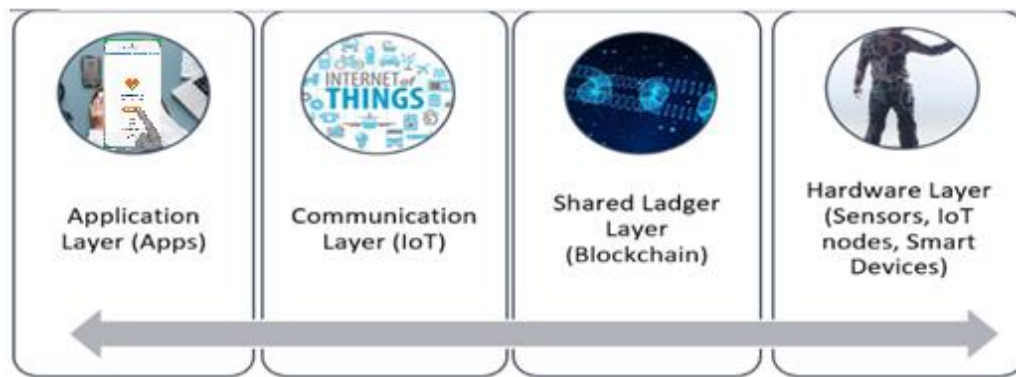 Application
Layer (Apps)
INTERNET of
THINGS
Communication
Layer (IoT)
Shared Ladger
Layer
(Blockchain)
Hardware Layer
(Sensors, IoT
nodes, Smart
Devices)